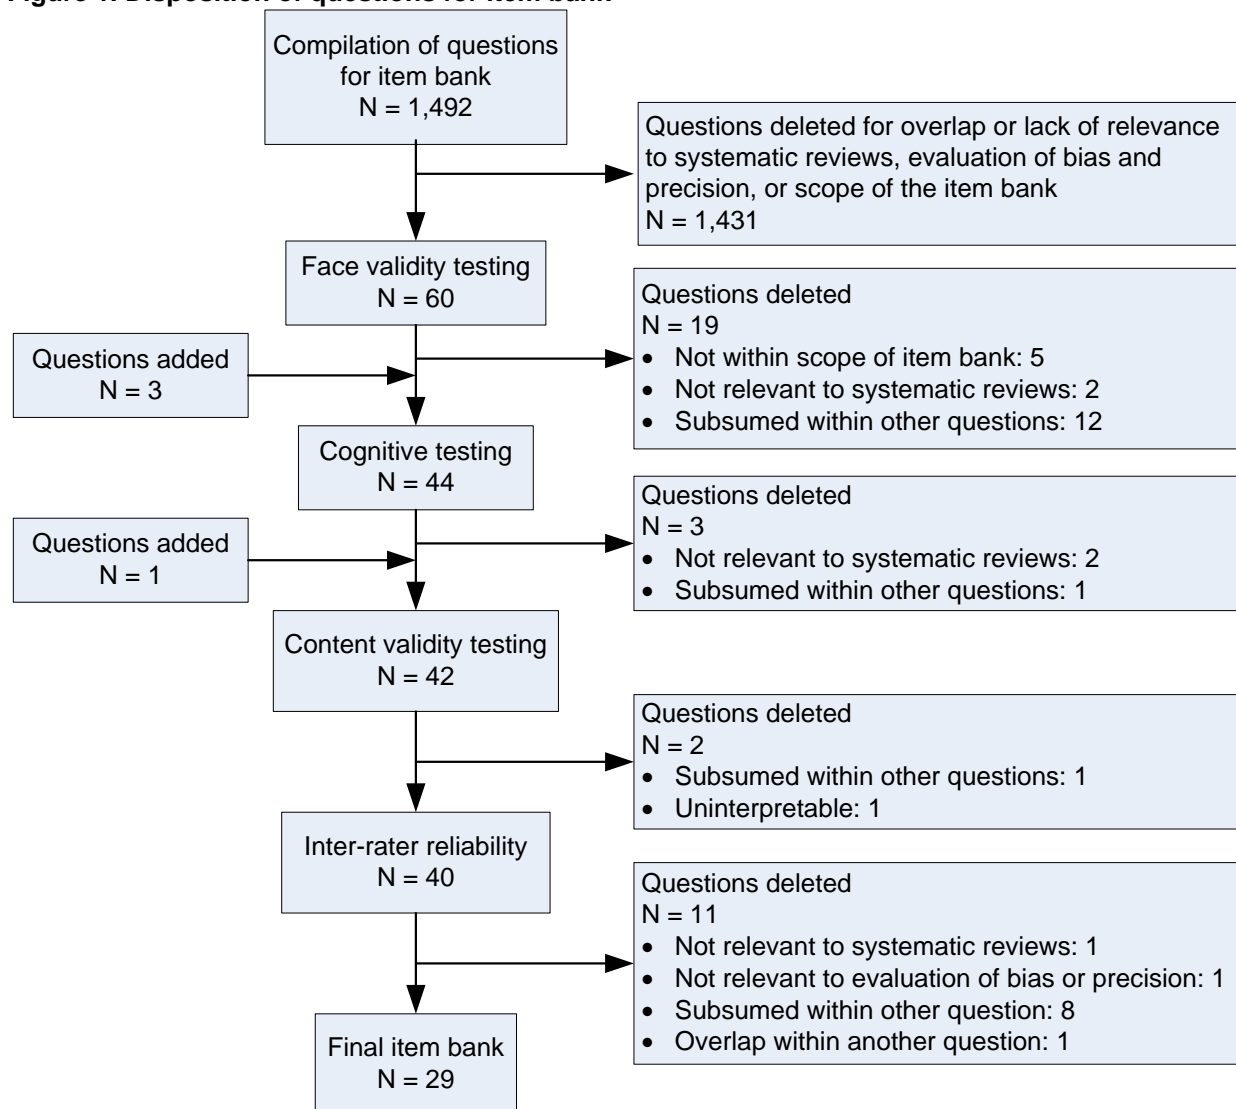 Figure 1. Disposition of questions for item bank
Compilation of questions
for item bank
N = 1,492
Questions deleted for overlap or lack of relevance
to systematic reviews, evaluation of bias and
precision, or scope of the item bank
N = 1,431
Face validity testing
N = 60
Questions deleted
N = 19
• Not within scope of item bank: 5
• Not relevant to systematic reviews: 2
• Subsumed within other questions: 12
Questions added
N = 3
Cognitive testing
N = 44
Questions deleted
N = 3
• Not relevant to systematic reviews: 2
• Subsumed within other questions: 1
Questions added
N = 1
Content validity testing
N = 42
Questions deleted
N = 2
• Subsumed within other questions: 1
• Uninterpretable: 1
Inter-rater reliability
N = 40
Questions deleted
N = 11
• Not relevant to systematic reviews: 1
• Not relevant to evaluation of bias or precision: 1
• Subsumed within other question: 8
• Overlap within another question: 1
Final item bank
N = 29